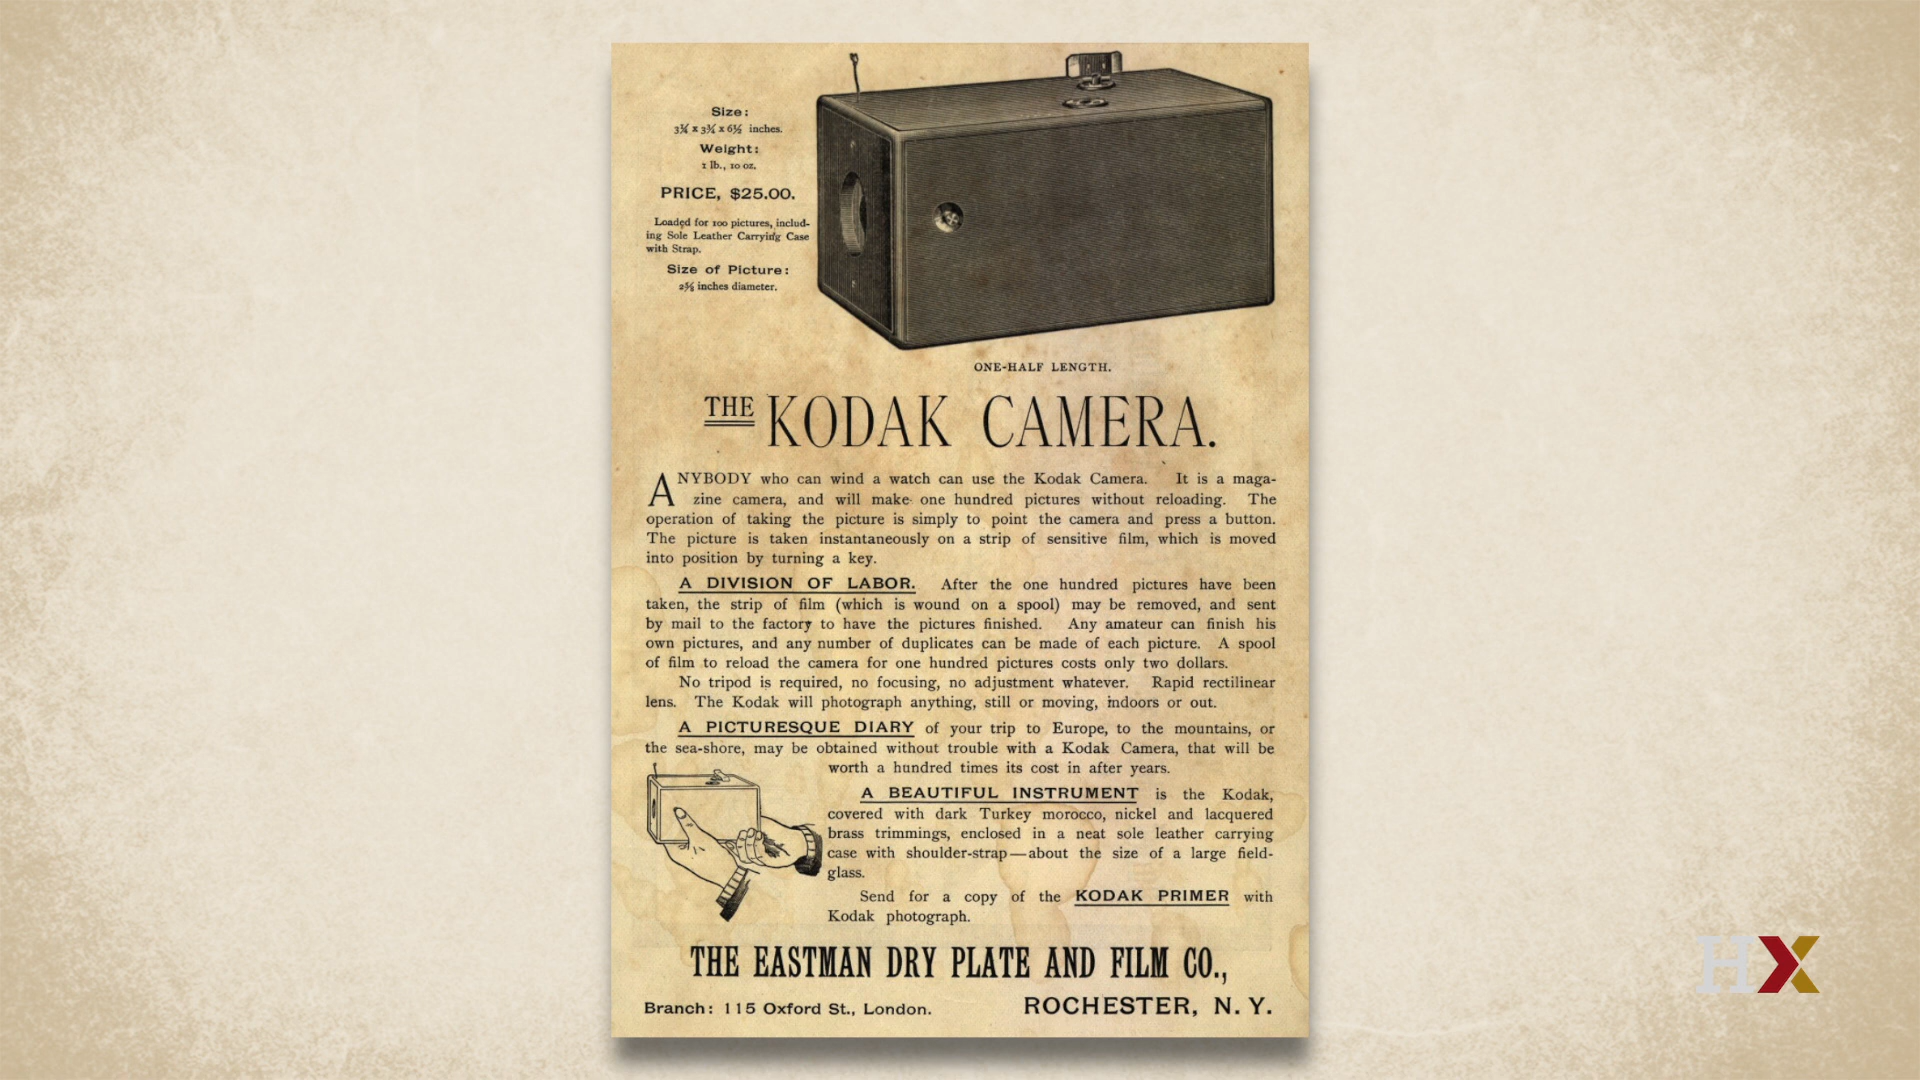 Size:
3¾ x 3¾ x 6½ inches.
Weight:
1 lb., 10 oz.
PRICE, $25.00.
Loaded for 100 pictures, includ-
ing Sole Leather Carrying Case
with Strap.
Size of Picture:
2⅝ inches diameter.
ONE-HALF LENGTH.
THE KODAK CAMERA.
ANYBODY who can wind a watch can use the Kodak Camera. It is a maga-
zine camera, and will make one hundred pictures without reloading. The
operation of taking the picture is simply to point the camera and press a button.
The picture is taken instantaneously on a strip of sensitive film, which is moved
into position by turning a key.
A DIVISION OF LABOR. After the one hundred pictures have been
taken, the strip of film (which is wound on a spool) may be removed, and sent
by mail to the factory to have the pictures finished. Any amateur can finish his
own pictures, and any number of duplicates can be made of each picture. A spool
of film to reload the camera for one hundred pictures costs only two dollars.
No tripod is required, no focusing, no adjustment whatever. Rapid rectilinear
lens. The Kodak will photograph anything, still or moving, indoors or out.
A PICTURESQUE DIARY of your trip to Europe, to the mountains, or
the sea-shore, may be obtained without trouble with a Kodak Camera, that will be
worth a hundred times its cost in after years.
A BEAUTIFUL INSTRUMENT is the Kodak,
covered with dark Turkey morocco, nickel and lacquered
brass trimmings, enclosed in a neat sole leather carrying
case with shoulder-strap—about the size of a large field-
glass.
Send for a copy of the KODAK PRIMER with
Kodak photograph.
THE EASTMAN DRY PLATE AND FILM CO.,
Branch: 115 Oxford St., London. ROCHESTER, N. Y.
HX